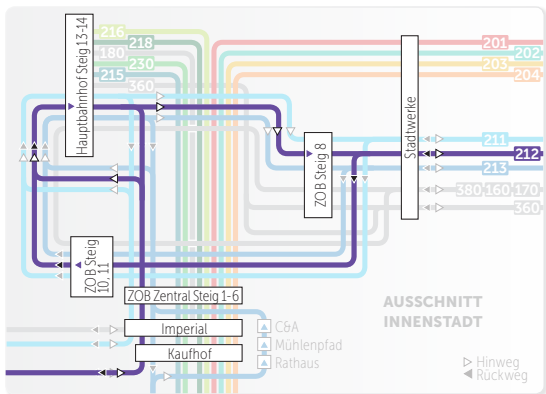 Hauptbahnhof Steig 13-14
216
218
180
230
215
360
Stadtwerke
201
202
203
204
ZOB Steig 8
211
212
213
380
160
170
360
ZOB Steig
10, 11
ZOB Zentral Steig 1-6
Imperial
Kaufhof
C&A
Mühlenpfad
Rathaus
AUSSCHNITT
INNENSTADT
Hinweg
Rückweg